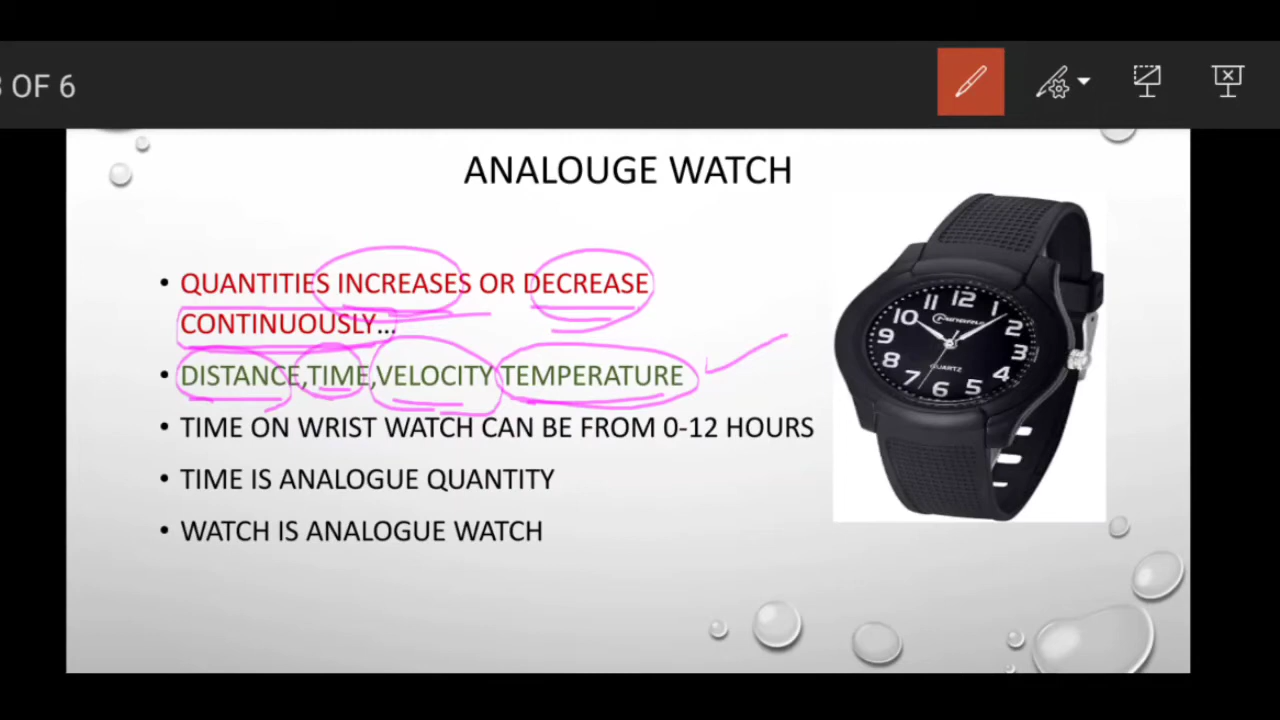 3 OF 6
ANALOUGE WATCH
• QUANTITIES INCREASES OR DECREASE
CONTINUOUSLY...
• DISTANCE,TIME,VELOCITY TEMPERATURE
• TIME ON WRIST WATCH CAN BE FROM 0-12 HOURS
• TIME IS ANALOGUE QUANTITY
• WATCH IS ANALOGUE WATCH
12
11 1
10 2
9 3
8 4
7 5
6
QUARTZ